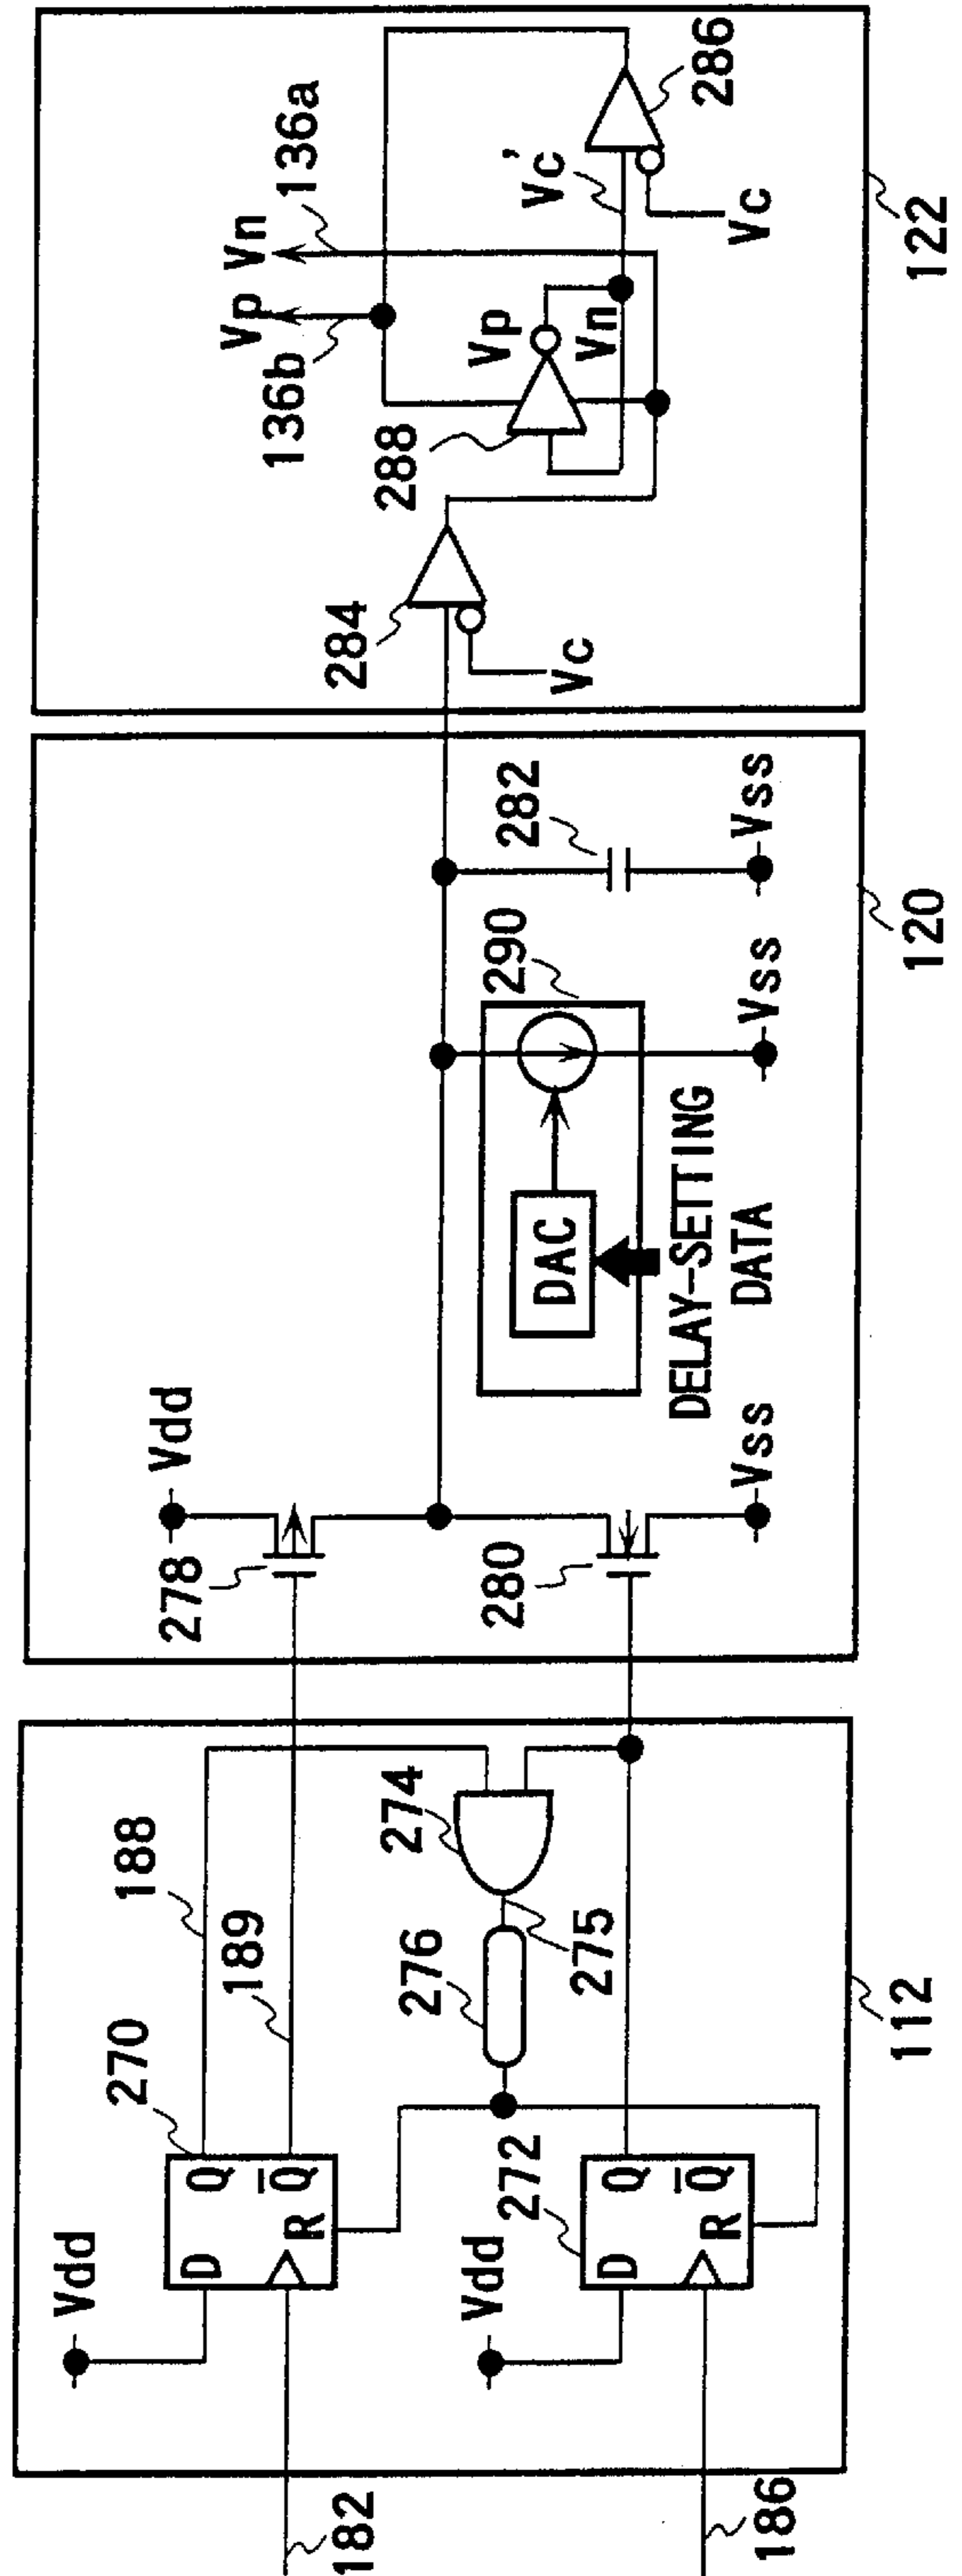 182
186
Vdd
D
Q
Q̅
R
270
188
189
Vdd
272
D
Q
Q̅
R
274
275
276
112
Vdd
278
280
Vss
DAC
DELAY-SETTING
DATA
290
Vss
282
Vss
120
284
Vc
288
Vp
Vn
136b
Vp
Vn
136a
Vc'
286
Vc
122